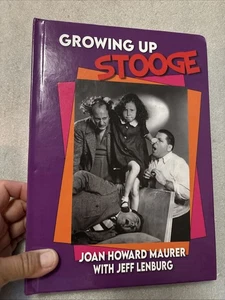 GROWING UP
STOOGE
JOAN HOWARD MAURER
WITH JEFF LENBURG